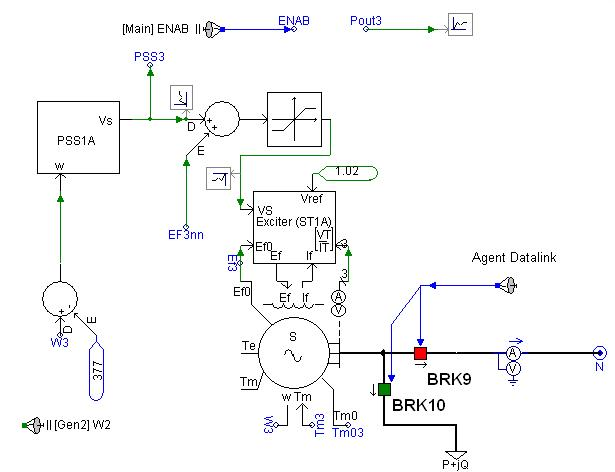 [Main] ENAB ||
ENAB
Pout3
PSS3
PSS1A
Vs
w
D
+
+
E
1.02
Vref
VS
Exciter (ST1A)
VT
IT
3
Ef0
Ef
If
EF3nn
Ef3
Ef0
Ef
If
3
A
V
Agent Datalink
+
-
D
E
W3
377
S
Te
Tm
w
Tm
Tm0
W3
Tm3
Tm03
BRK9
BRK10
A
V
N
P+jQ
|| [Gen2] W2